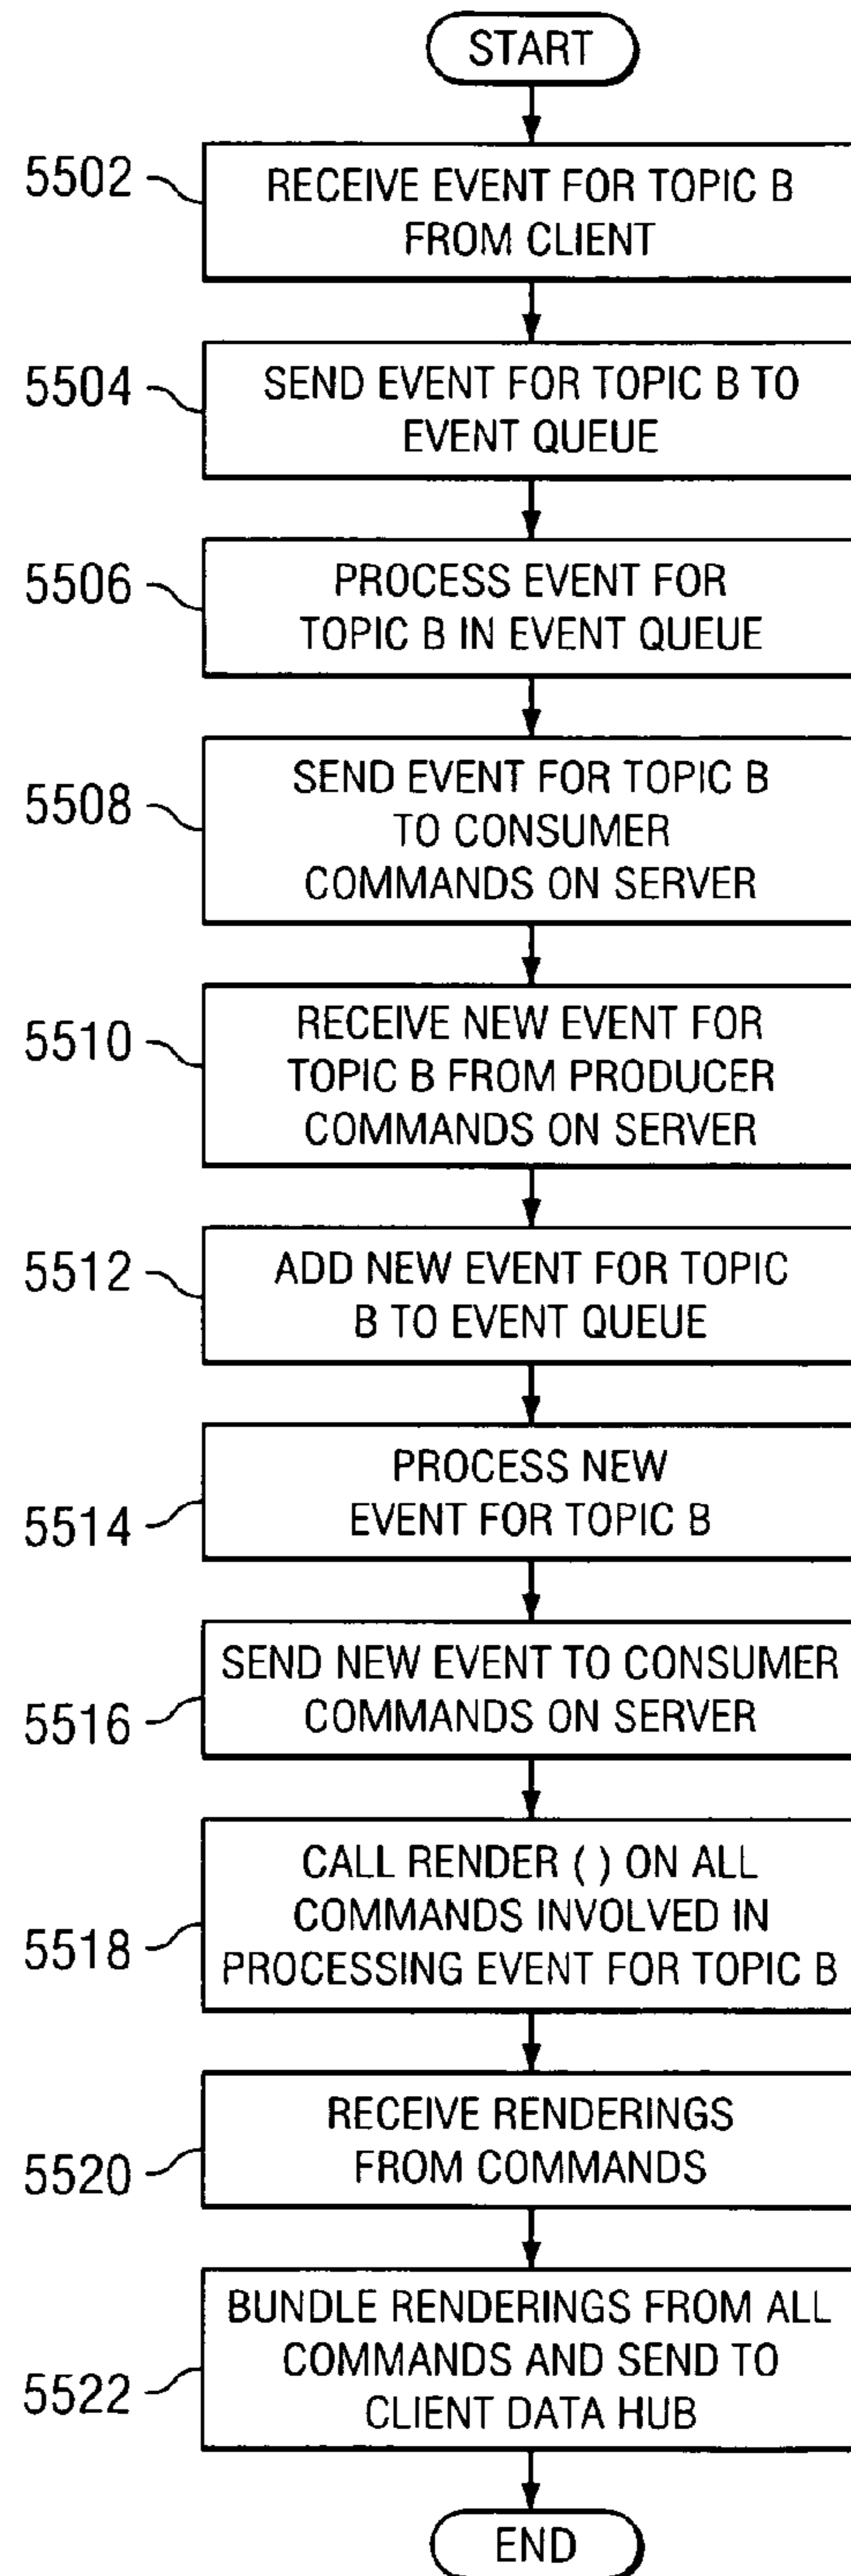 START
5502
RECEIVE EVENT FOR TOPIC B
FROM CLIENT
5504
SEND EVENT FOR TOPIC B TO
EVENT QUEUE
5506
PROCESS EVENT FOR
TOPIC B IN EVENT QUEUE
5508
SEND EVENT FOR TOPIC B
TO CONSUMER
COMMANDS ON SERVER
5510
RECEIVE NEW EVENT FOR
TOPIC B FROM PRODUCER
COMMANDS ON SERVER
5512
ADD NEW EVENT FOR TOPIC
B TO EVENT QUEUE
5514
PROCESS NEW
EVENT FOR TOPIC B
5516
SEND NEW EVENT TO CONSUMER
COMMANDS ON SERVER
5518
CALL RENDER ( ) ON ALL
COMMANDS INVOLVED IN
PROCESSING EVENT FOR TOPIC B
5520
RECEIVE RENDERINGS
FROM COMMANDS
5522
BUNDLE RENDERINGS FROM ALL
COMMANDS AND SEND TO
CLIENT DATA HUB
END